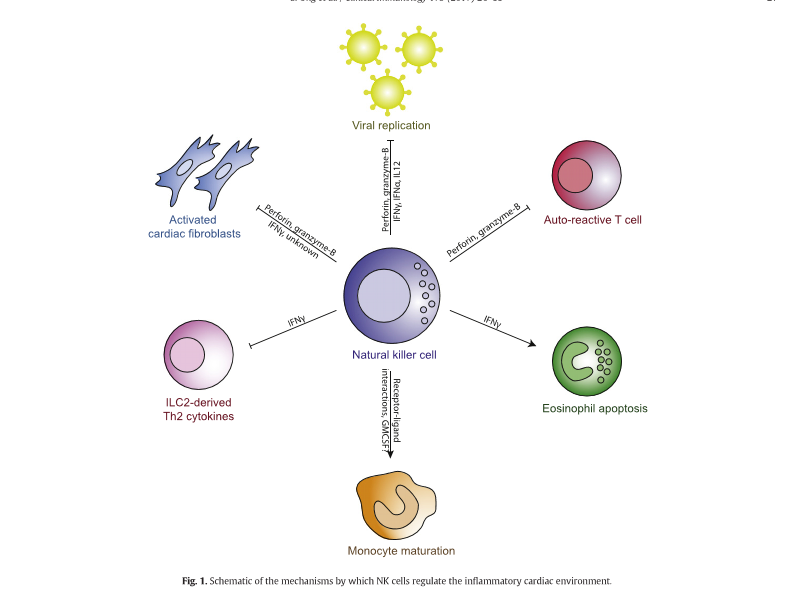 Viral replication
Perforin, granzyme-B
IFNγ, IFNα, IL12
Activated
cardiac fibroblasts
Perforin, granzyme-B
IFNγ, unknown
Auto-reactive T cell
Perforin, granzyme-B
Natural killer cell
IFNγ
ILC2-derived
Th2 cytokines
IFNγ
Eosinophil apoptosis
Receptor-ligand
interactions, GMCSF?
Monocyte maturation
Fig. 1. Schematic of the mechanisms by which NK cells regulate the inflammatory cardiac environment.